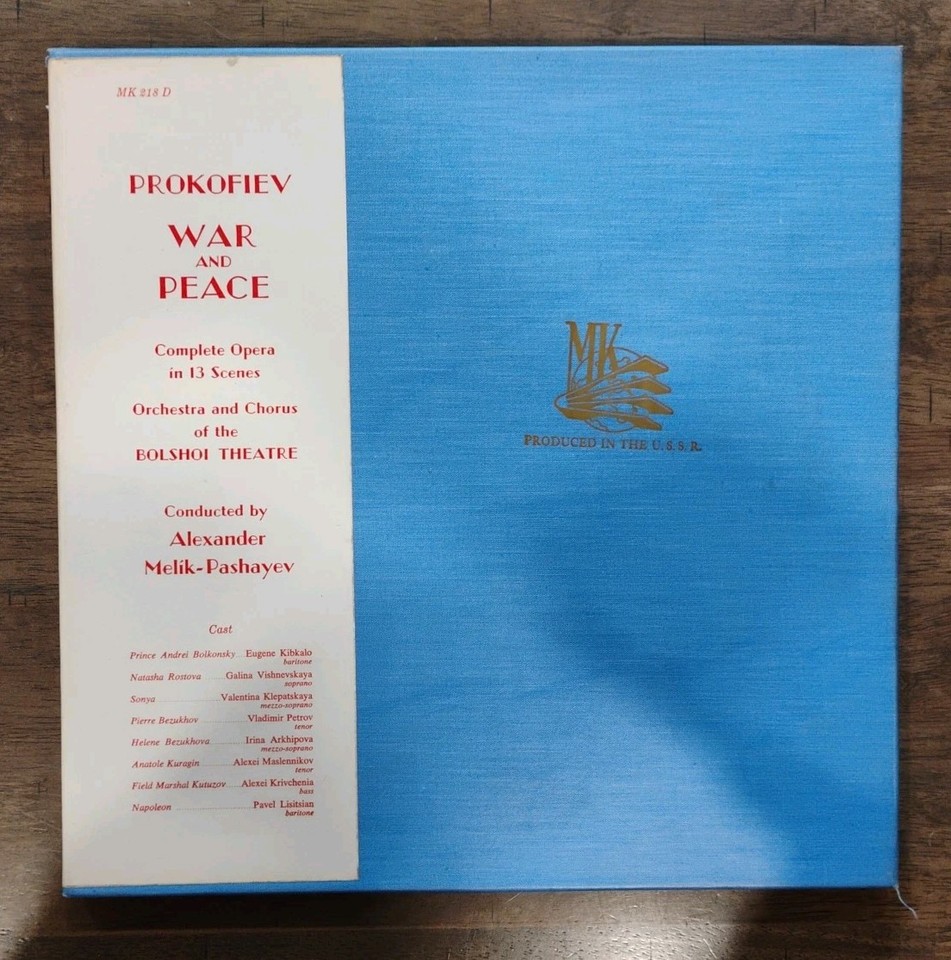 MK 218 D
PROKOFIEV
WAR
AND
PEACE
Complete Opera
in 13 Scenes
Orchestra and Chorus
of the
BOLSHOI THEATRE
Conducted by
Alexander
Melik-Pashayev
Cast
Prince Andrei Bolkonsky Eugene Kibkalo
baritone
Natasha Rostova Galina Vishnevskaya
soprano
Sonya Valentina Klepatskaya
mezzo-soprano
Pierre Bezukhov Vladimir Petrov
tenor
Helene Bezukhova Irina Arkhipova
mezzo-soprano
Anatole Kuragin Alexei Maslennikov
tenor
Field Marshal Kutuzov Alexei Krivchenia
bass
Napoleon Pavel Lisitsian
baritone
MK
PRODUCED IN THE U.S.S.R.